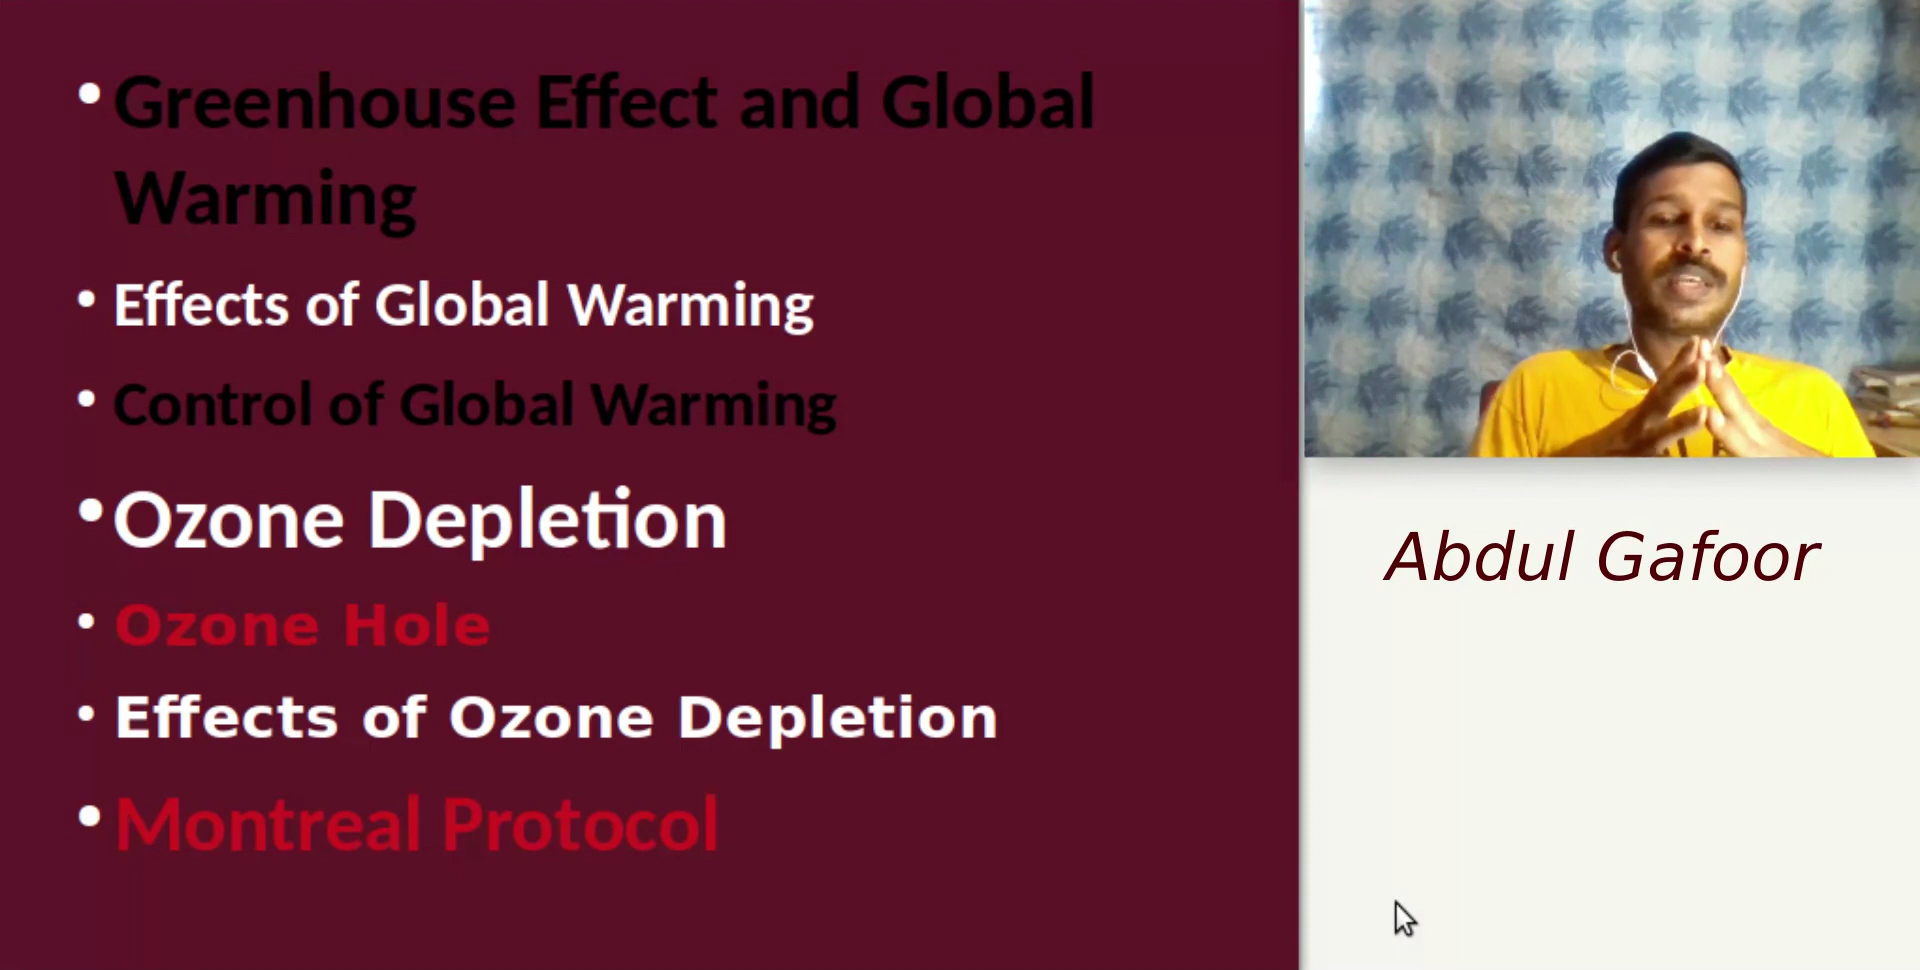 • Greenhouse Effect and Global
Warming
• Effects of Global Warming
• Control of Global Warming
• Ozone Depletion
• Ozone Hole
• Effects of Ozone Depletion
• Montreal Protocol
Abdul Gafoor